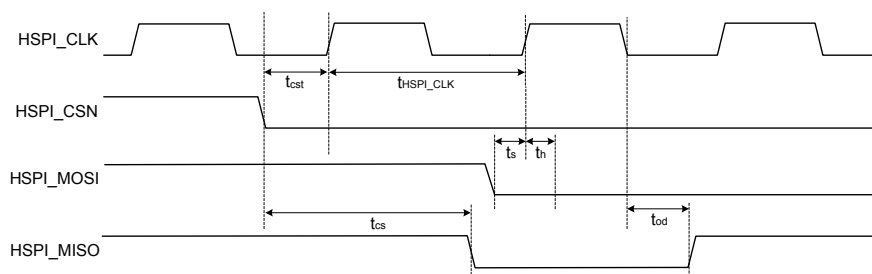 HSPI_CLK
tcst
tHSPI_CLK
HSPI_CSN
ts
th
HSPI_MOSI
tcs
tod
HSPI_MISO